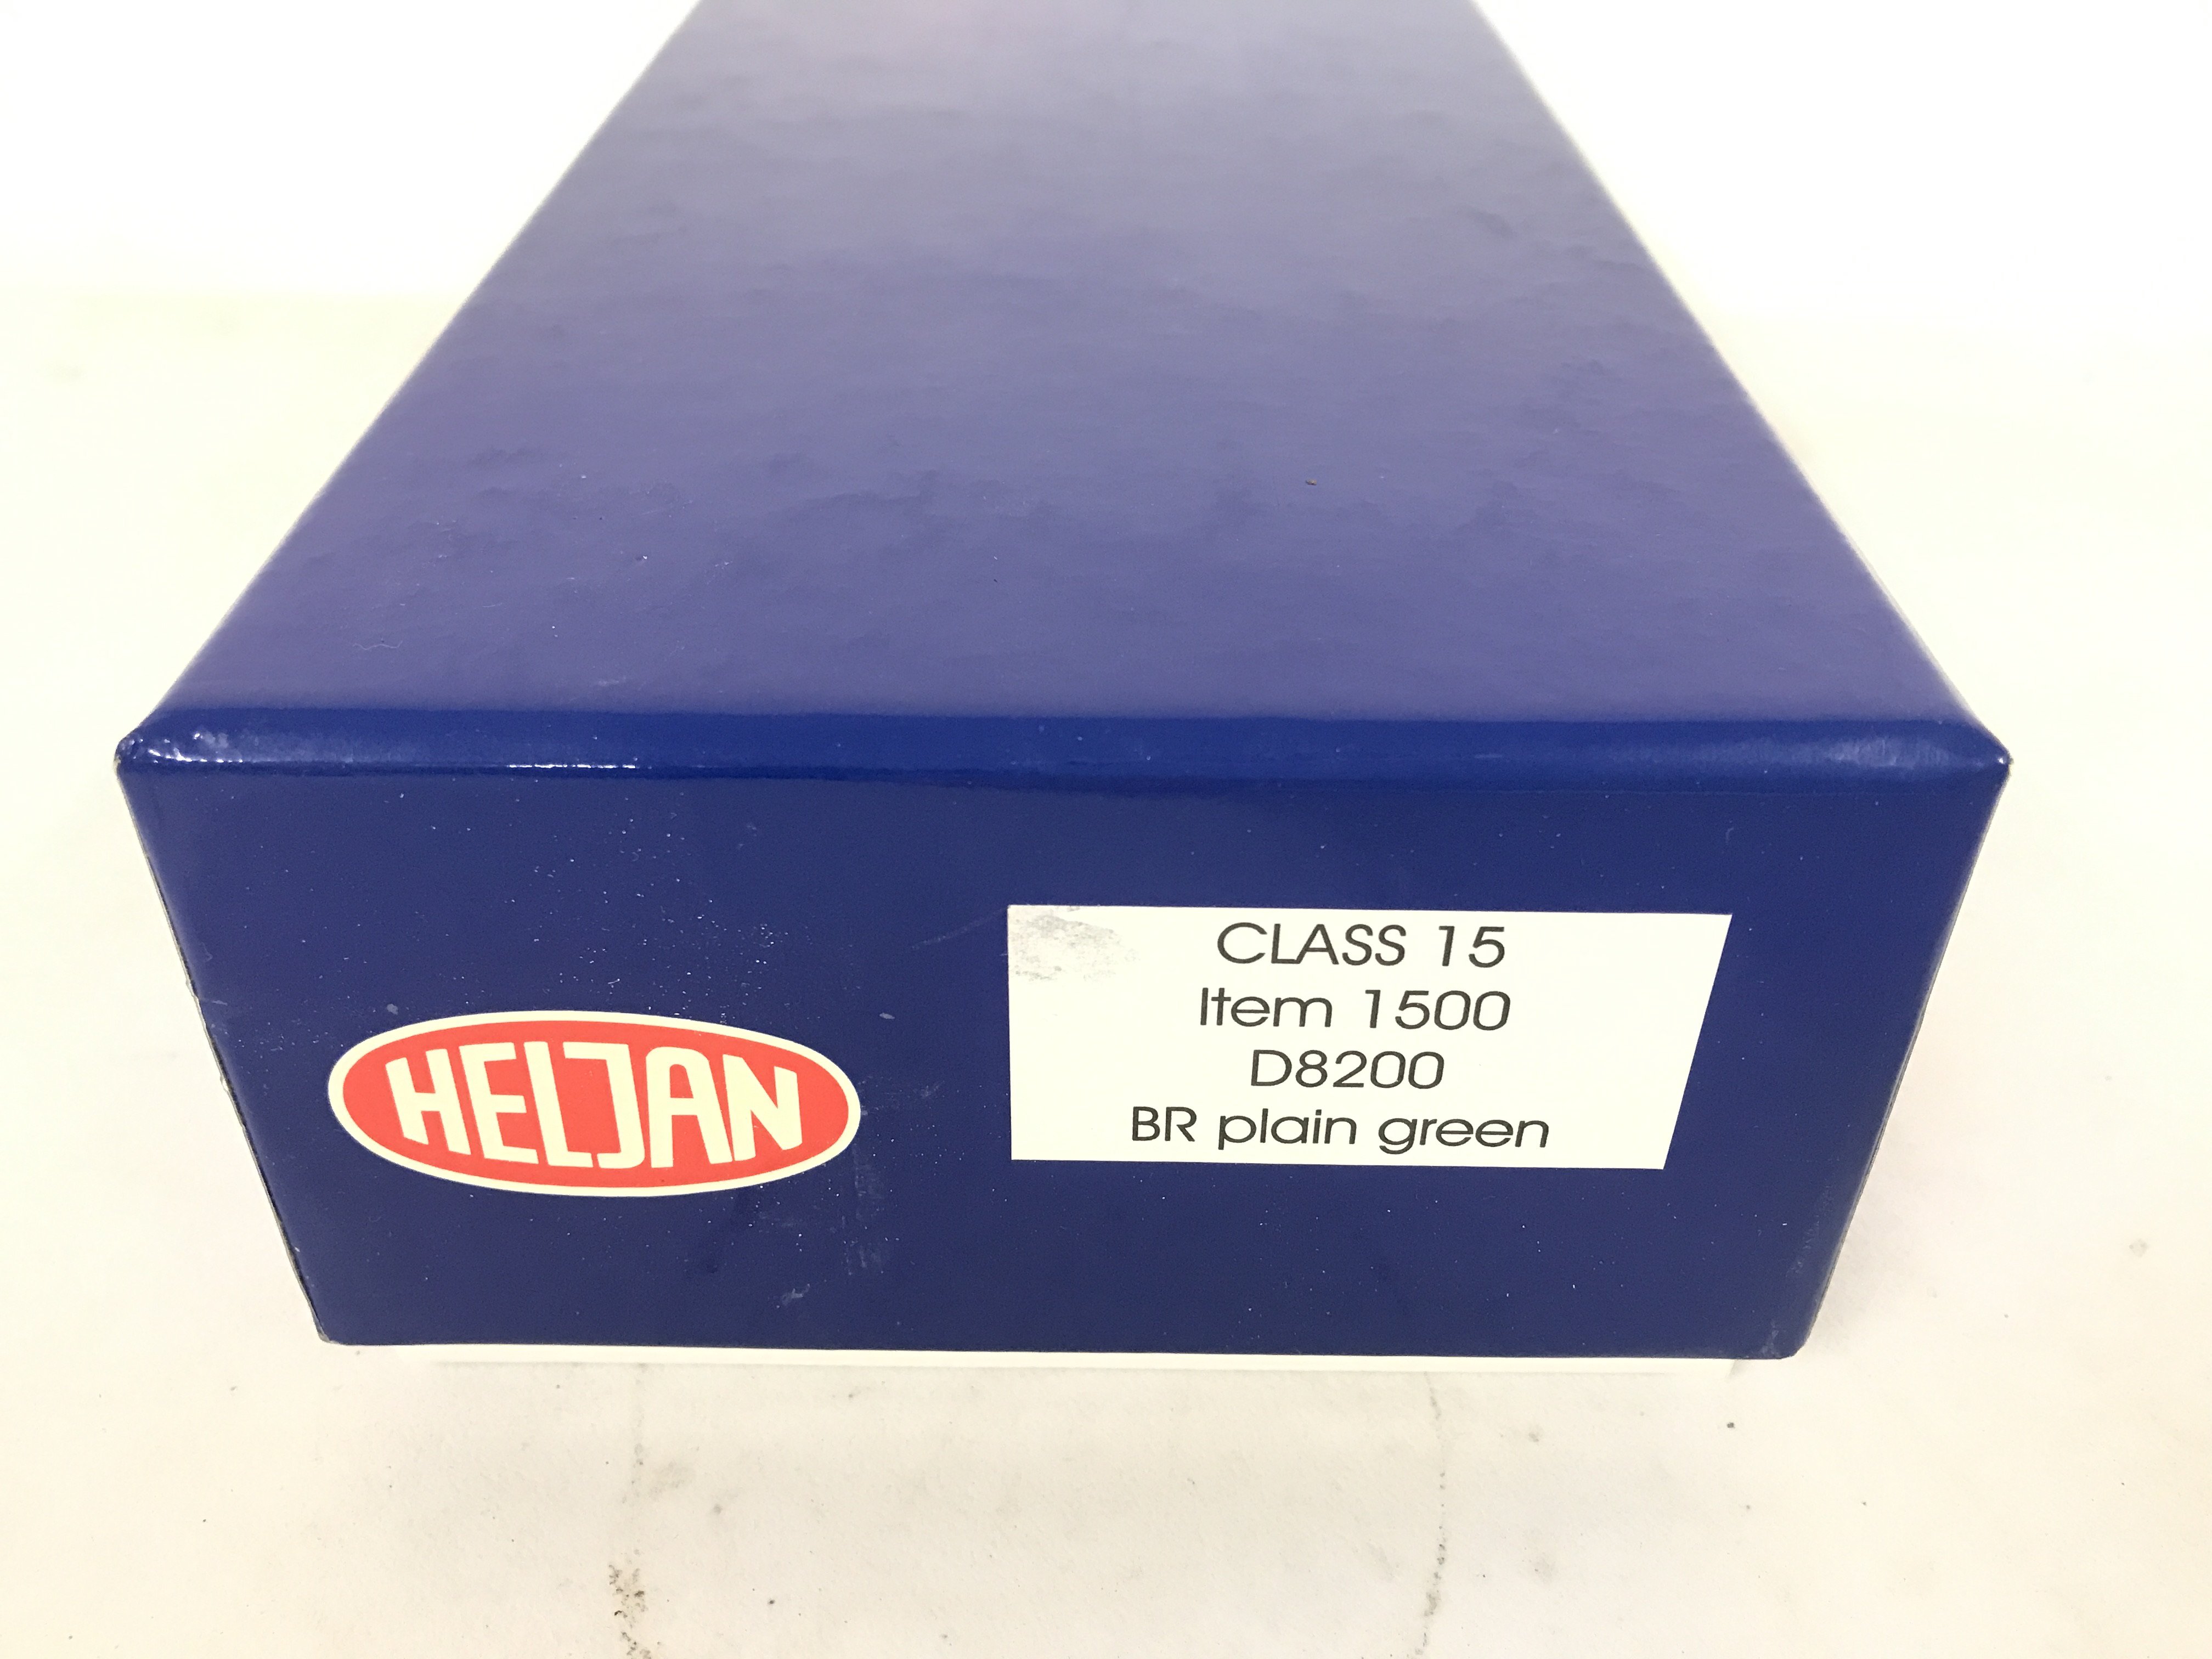 HELJAN
CLASS 15
Item 1500
D8200
BR plain green